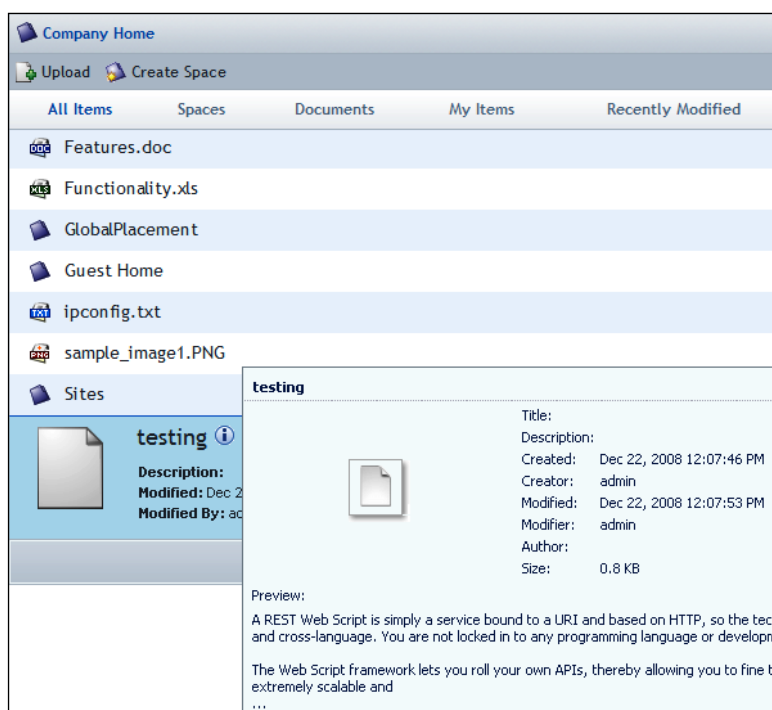 Company Home
Upload Create Space
All Items Spaces Documents My Items Recently Modified
DOC Features.doc
XLS Functionality.xls
GlobalPlacement
Guest Home
TXT ipconfig.txt
PNG sample_image1.PNG
Sites
testing
Description:
Modified: Dec 2
Modified By:
testing
Title:
Description:
Created: Dec 22, 2008 12:07:46 PM
Creator: admin
Modified: Dec 22, 2008 12:07:53 PM
Modifier: admin
Author:
Size: 0.8 KB
Preview:
A REST Web Script is simply a service bound to a URI and based on HTTP, so the tec
and cross-language. You are not locked in to any programming language or developm
The Web Script framework lets you roll your own APIs, thereby allowing you to fine t
extremely scalable and
...